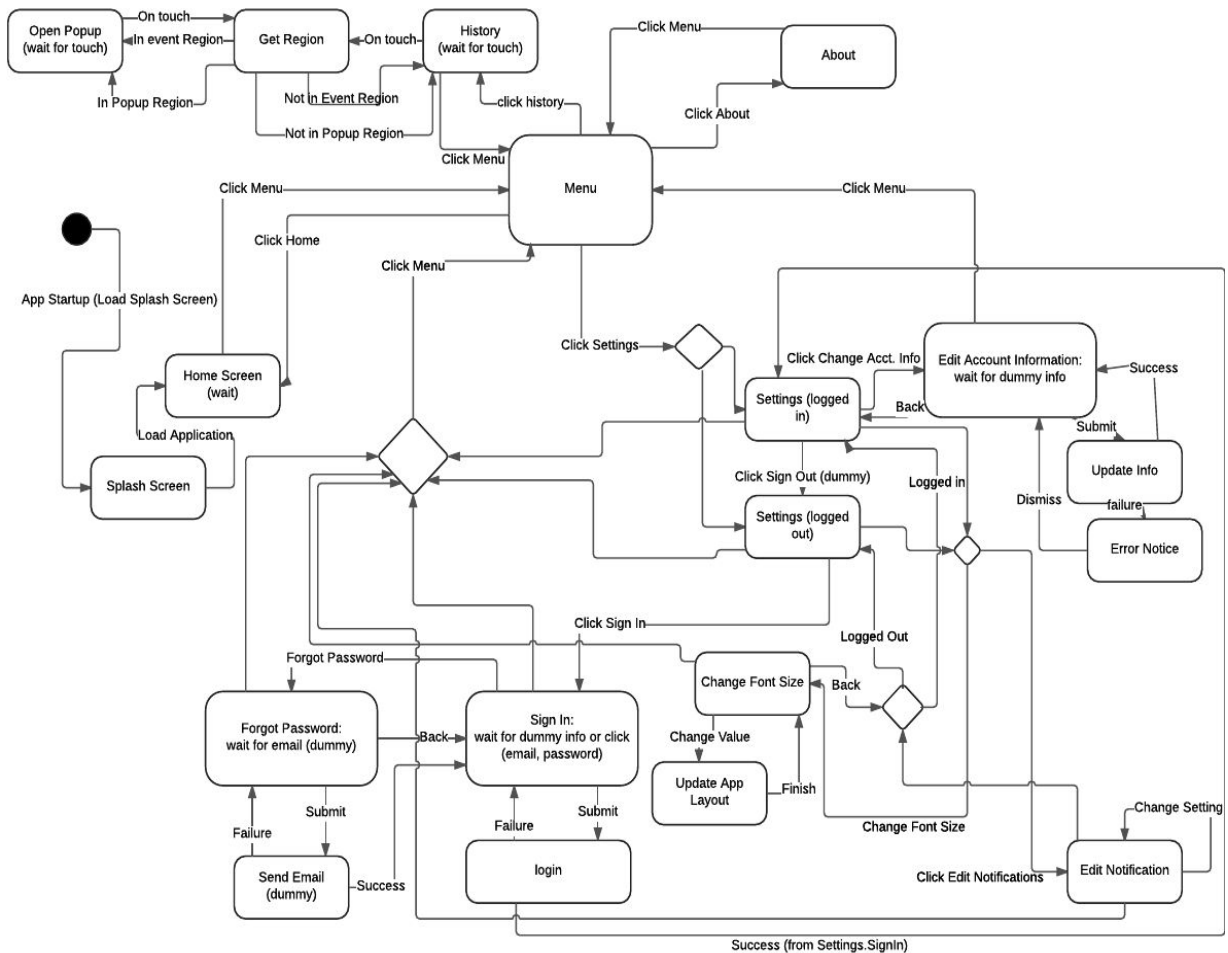 On touch
Open Popup
(wait for touch)
In event Region
Get Region
On touch
History
(wait for touch)
Click Menu
About
In Popup Region
Not in Event Region
click history
Click About
Not in Popup Region
Click Menu
Click Menu
Menu
Click Menu
Click Home
Click Menu
App Startup (Load Splash Screen)
Click Settings
Click Change Acct. Info
Edit Account Information:
wait for dummy info
Success
Home Screen
(wait)
Settings (logged
in)
Back
Submit
Load Application
Splash Screen
Click Sign Out (dummy)
Logged in
Update Info
Dismiss
failure
Settings (logged
out)
Error Notice
Click Sign In
Logged Out
Forgot Password
Change Font Size
Back
Forgot Password:
wait for email (dummy)
Back
Sign In:
wait for dummy info or click
(email, password)
Change Value
Update App
Layout
Finish
Failure
Submit
Failure
Submit
Change Font Size
Change Setting
Send Email
(dummy)
Success
login
Click Edit Notifications
Edit Notification
Success (from Settings.SignIn)